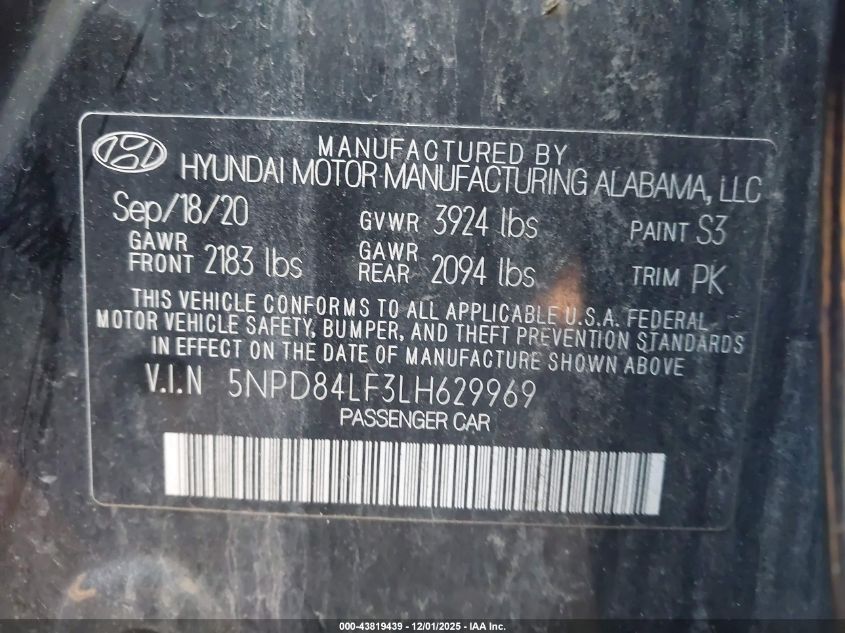 MANUFACTURED BY
HYUNDAI MOTOR MANUFACTURING ALABAMA, LLC
Sep/18/20 GVWR 3924 lbs PAINT S3
GAWR FRONT 2183 lbs GAWR REAR 2094 lbs TRIM PK
THIS VEHICLE CONFORMS TO ALL APPLICABLE U.S.A. FEDERAL
MOTOR VEHICLE SAFETY, BUMPER, AND THEFT PREVENTION STANDARDS
IN EFFECT ON THE DATE OF MANUFACTURE SHOWN ABOVE
V.I.N 5NPD84LF3LH629969
PASSENGER CAR
000-43819439 - 12/01/2025 - IAA Inc.